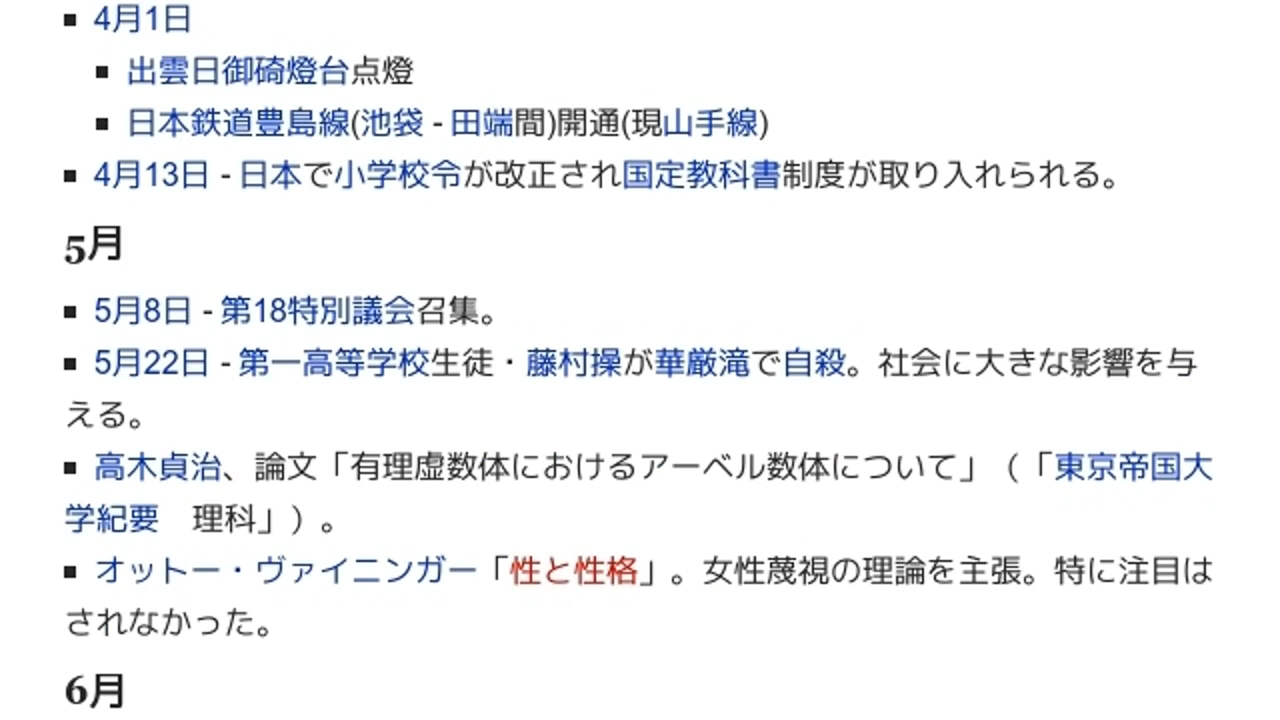 ▪ 4月1日
▪ 出雲日御碕燈台点燈
▪ 日本鉄道豊島線(池袋 - 田端間)開通(現山手線)
▪ 4月13日 - 日本で小学校令が改正され国定教科書制度が取り入れられる。
5月
▪ 5月8日 - 第18特別議会召集。
▪ 5月22日 - 第一高等学校生徒・藤村操が華厳滝で自殺。社会に大きな影響を与
える。
▪ 高木貞治、論文「有理虚数体におけるアーベル数体について」（「東京帝国大
学紀要　理科」）。
▪ オットー・ヴァイニンガー「性と性格」。女性蔑視の理論を主張。特に注目は
されなかった。
6月